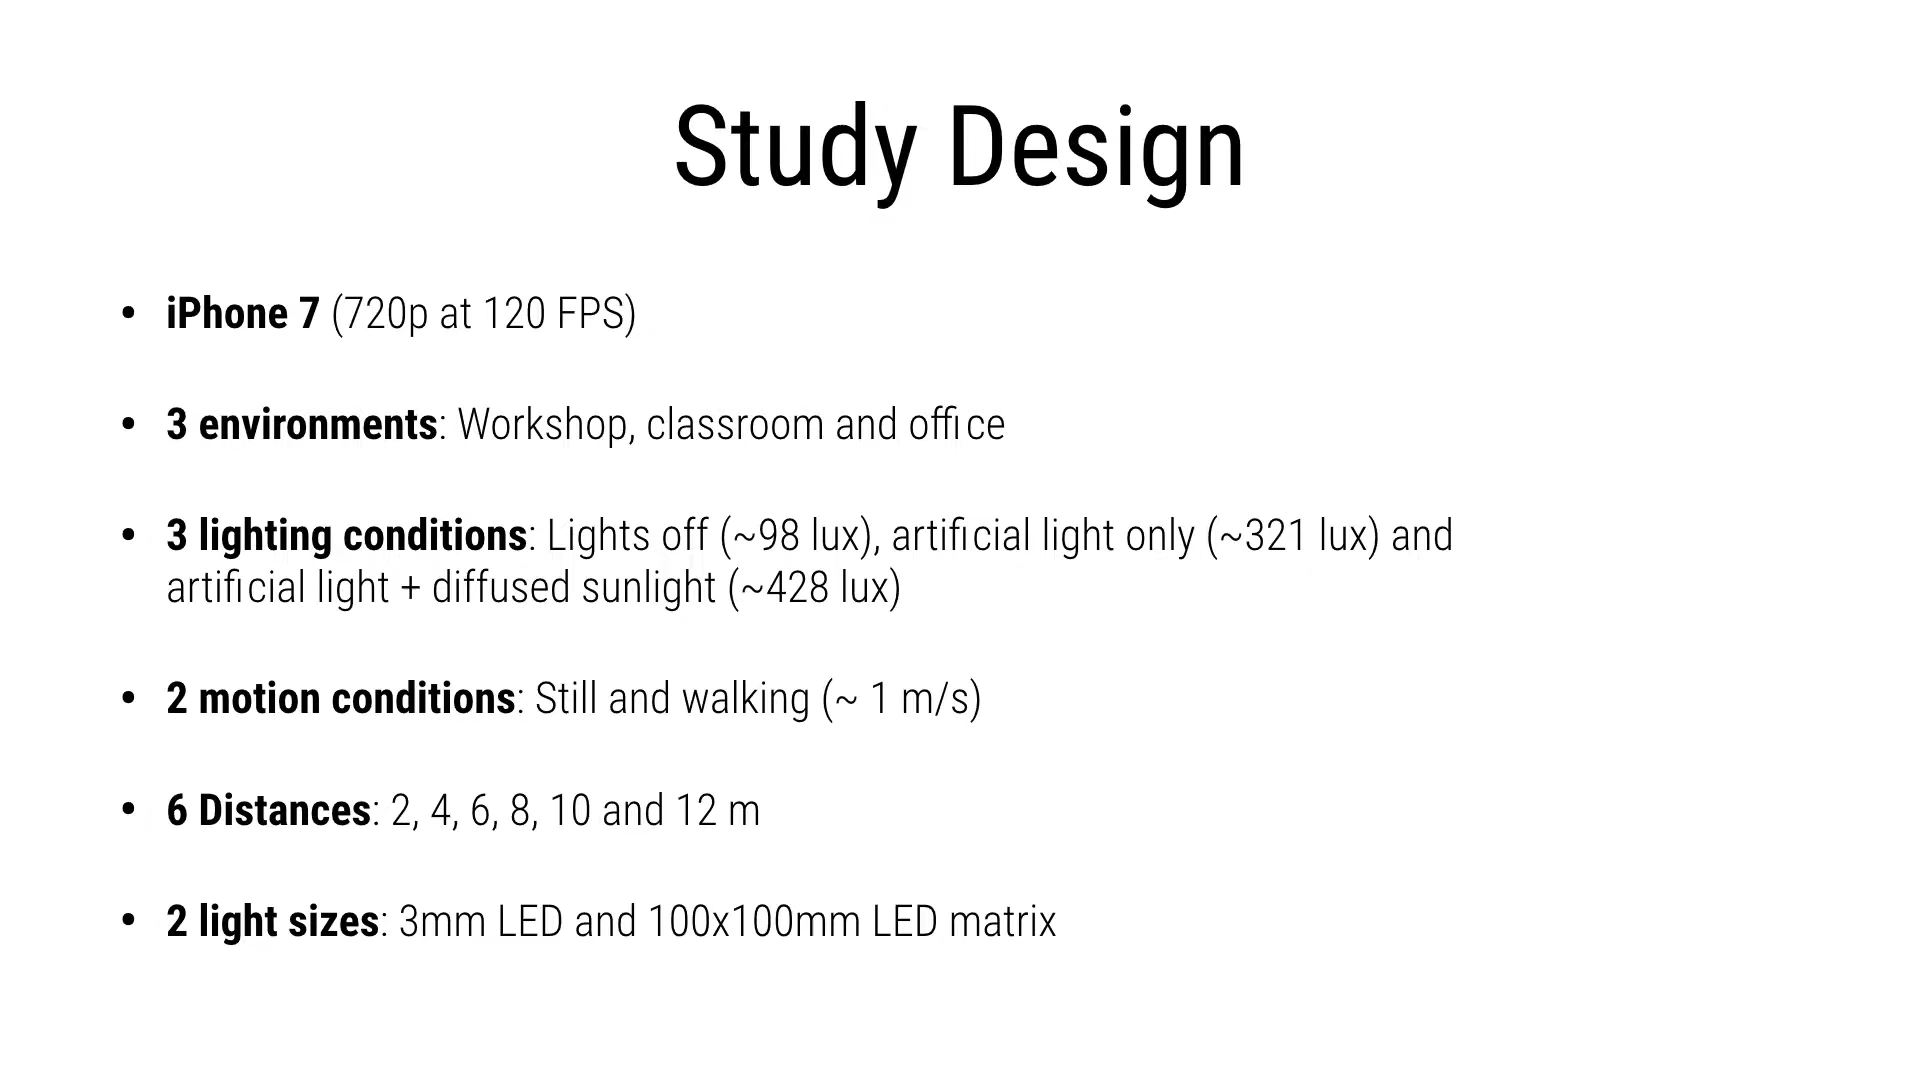 Study Design
• iPhone 7 (720p at 120 FPS)
• 3 environments: Workshop, classroom and office
• 3 lighting conditions: Lights off (~98 lux), artificial light only (~321 lux) and
artificial light + diffused sunlight (~428 lux)
• 2 motion conditions: Still and walking (~ 1 m/s)
• 6 Distances: 2, 4, 6, 8, 10 and 12 m
• 2 light sizes: 3mm LED and 100x100mm LED matrix